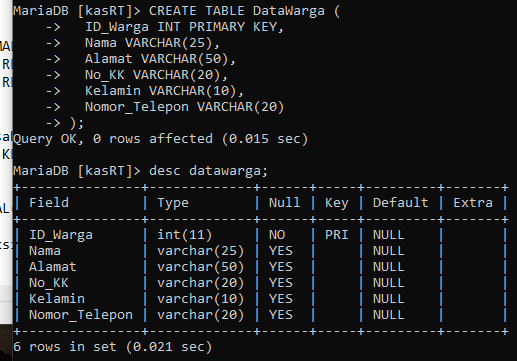 MariaDB [kasRT]> CREATE TABLE DataWarga (
    ->   ID_Warga INT PRIMARY KEY,
    ->   Nama VARCHAR(25),
    ->   Alamat VARCHAR(50),
    ->   No_KK VARCHAR(20),
    ->   Kelamin VARCHAR(10),
    ->   Nomor_Telepon VARCHAR(20)
    -> );
Query OK, 0 rows affected (0.015 sec)
MariaDB [kasRT]> desc datawarga;
+---------------+-------------+------+-----+---------+-------+
| Field         | Type        | Null | Key | Default | Extra |
+---------------+-------------+------+-----+---------+-------+
| ID_Warga      | int(11)     | NO   | PRI | NULL    |       |
| Nama          | varchar(25) | YES  |     | NULL    |       |
| Alamat        | varchar(50) | YES  |     | NULL    |       |
| No_KK         | varchar(20) | YES  |     | NULL    |       |
| Kelamin       | varchar(10) | YES  |     | NULL    |       |
| Nomor_Telepon | varchar(20) | YES  |     | NULL    |       |
+---------------+-------------+------+-----+---------+-------+
6 rows in set (0.021 sec)